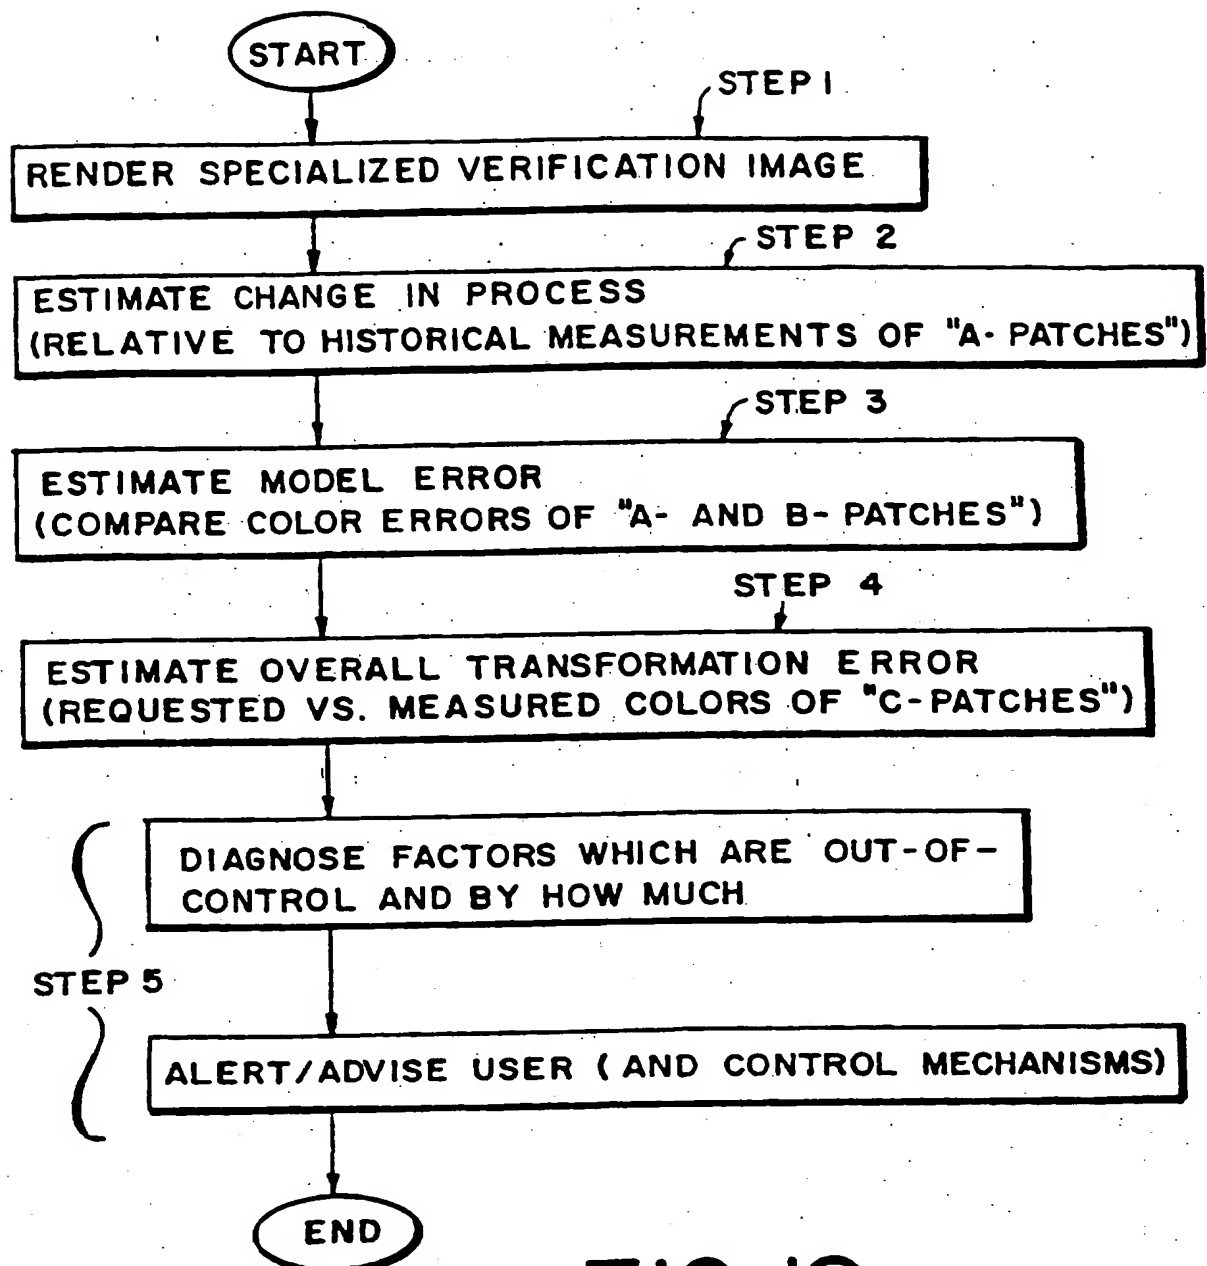 START
STEP 1
RENDER SPECIALIZED VERIFICATION IMAGE
STEP 2
ESTIMATE CHANGE IN PROCESS
(RELATIVE TO HISTORICAL MEASUREMENTS OF "A- PATCHES")
STEP 3
ESTIMATE MODEL ERROR
(COMPARE COLOR ERRORS OF "A- AND B- PATCHES")
STEP 4
ESTIMATE OVERALL TRANSFORMATION ERROR
(REQUESTED VS. MEASURED COLORS OF "C-PATCHES")
DIAGNOSE FACTORS WHICH ARE OUT-OF-
CONTROL AND BY HOW MUCH
STEP 5
ALERT/ADVISE USER (AND CONTROL MECHANISMS)
END